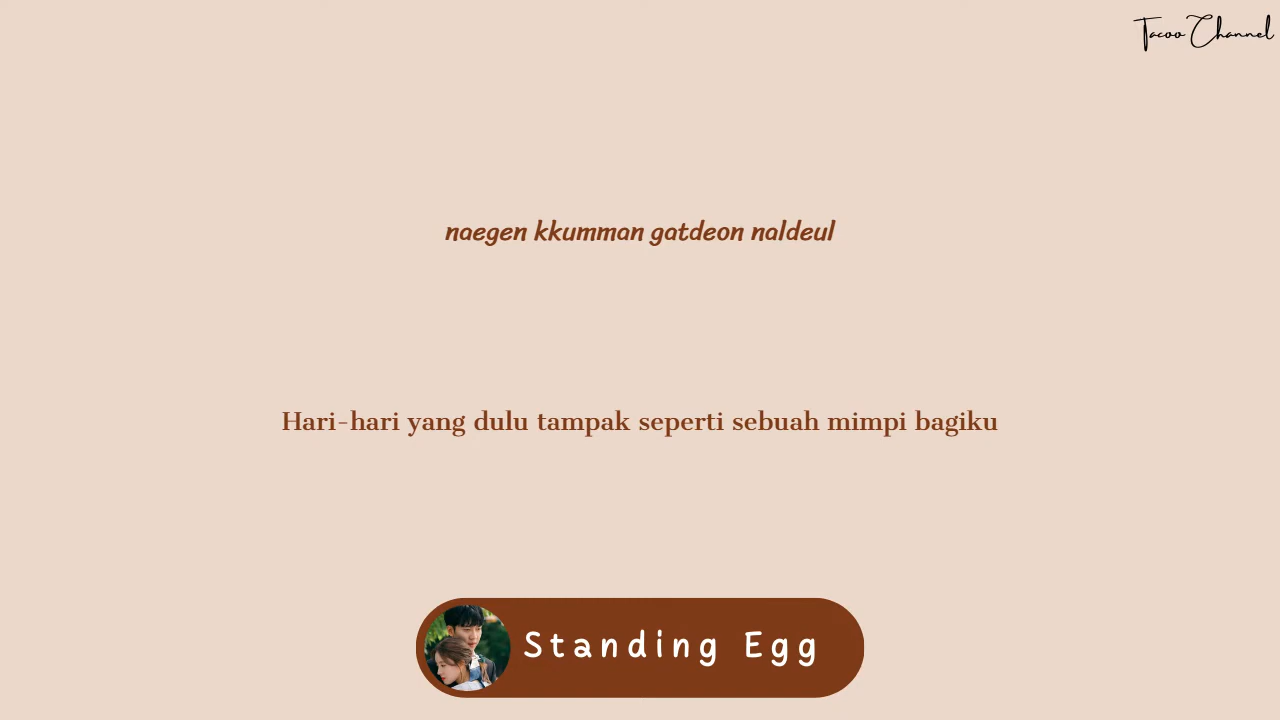 Tacoo Channel
naegen kkumman gatdeon naldeul
Hari-hari yang dulu tampak seperti sebuah mimpi bagiku
Standing Egg